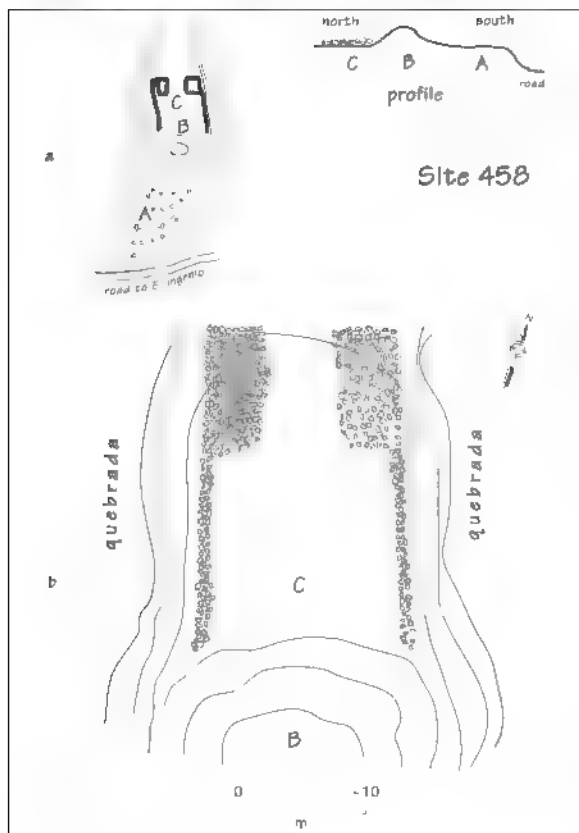 north south
C B A
road
profile
C
B
a
Site 458
A
road to E. Ingenio
N
quebrada quebrada
b
C
B
0 -10
m